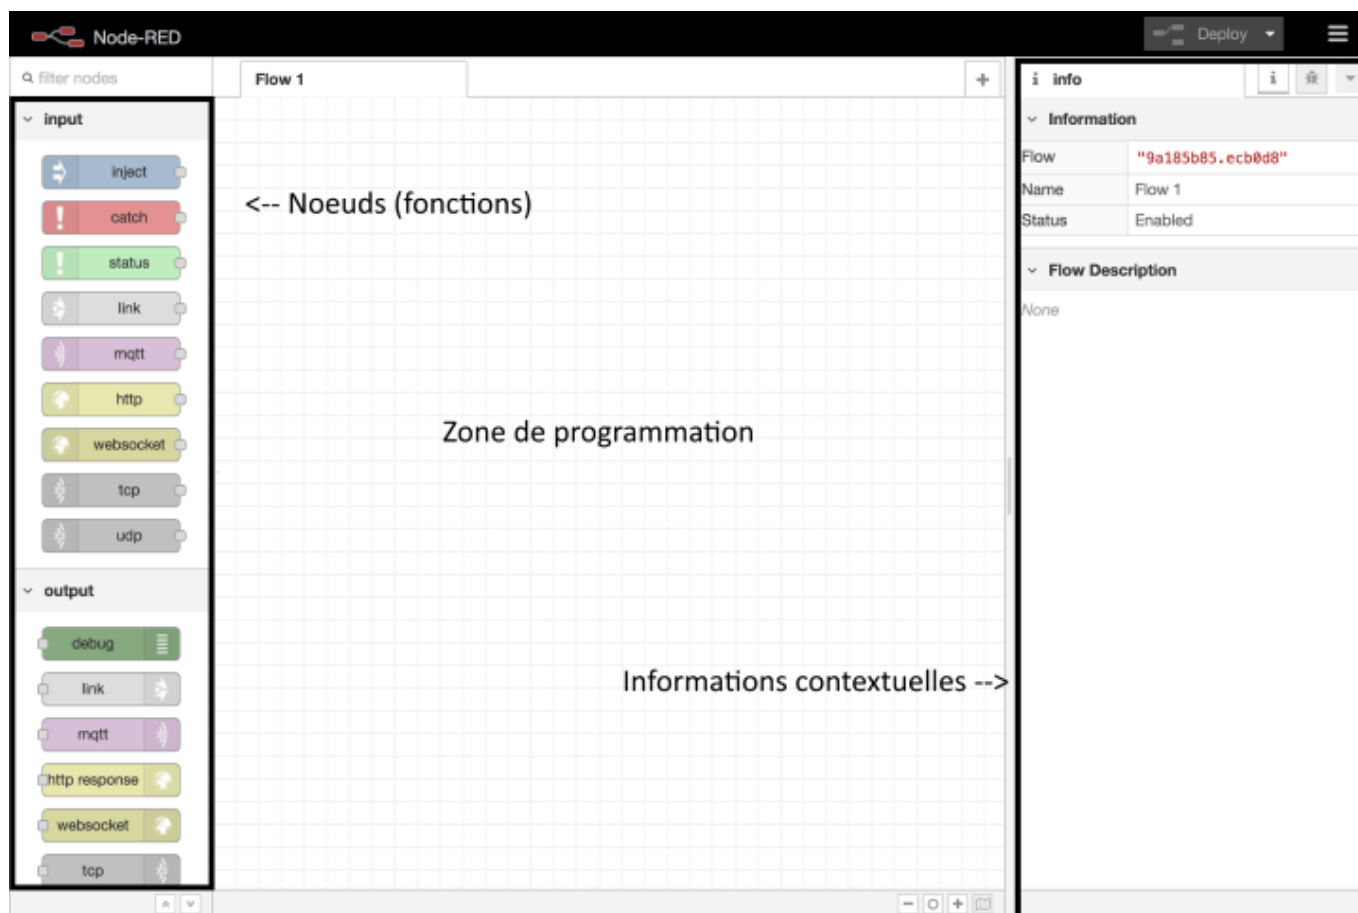 Node-RED
Deploy
filter nodes
Flow 1
i info
i
input
inject
catch
status
link
mqtt
http
websocket
tcp
udp
output
debug
link
mqtt
http response
websocket
tcp
<-- Noeuds (fonctions)
Zone de programmation
Informations contextuelles -->
Information
Flow "9a185b85.ecb0d8"
Name Flow 1
Status Enabled
Flow Description
None